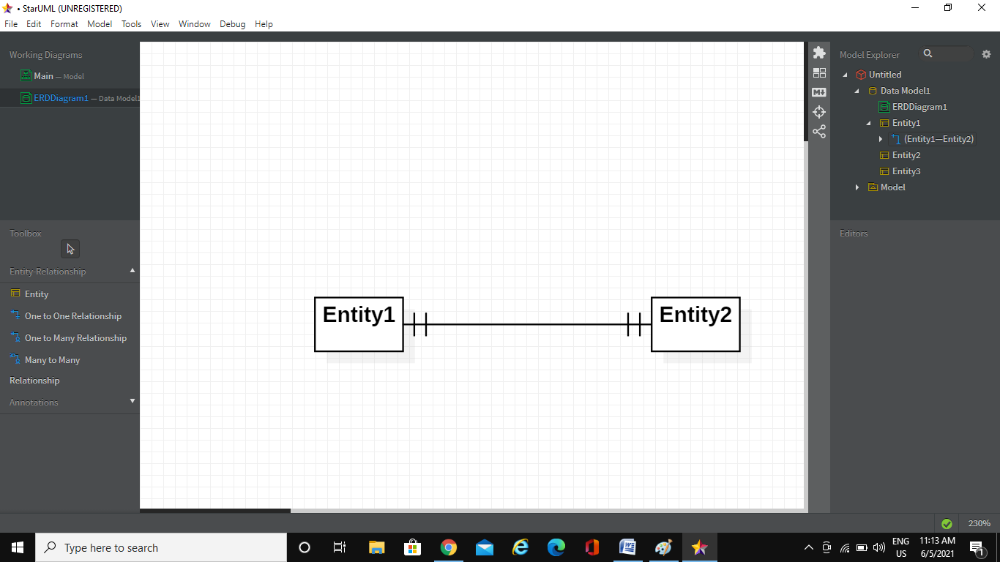 • StarUML (UNREGISTERED)
File Edit Format Model Tools View Window Debug Help
Working Diagrams
Main — Model
ERDDiagram1 — Data Model1
Toolbox
Entity-Relationship
Entity
One to One Relationship
One to Many Relationship
Many to Many
Relationship
Annotations
Entity1
Entity2
Model Explorer
Untitled
Data Model1
ERDDiagram1
Entity1
(Entity1—Entity2)
Entity2
Entity3
Model
Editors
230%
Type here to search
ENG
US
11:13 AM
6/5/2021
1